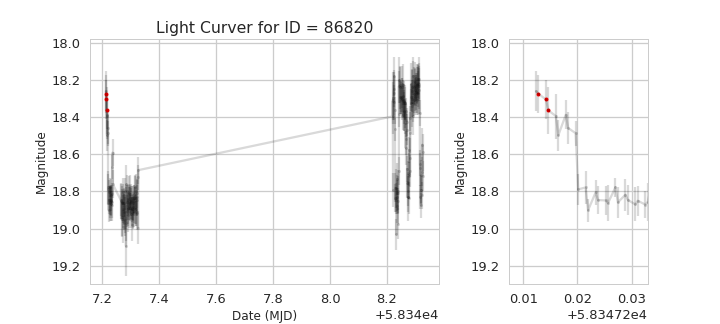 Light Curver for ID = 86820
18.0
18.2
18.4
18.6
18.8
19.0
19.2
Magnitude
7.2 7.4 7.6 7.8 8.0 8.2
Date (MJD)
+5.834e4
18.0
18.2
18.4
18.6
18.8
19.0
19.2
Magnitude
0.01 0.02 0.03
+5.83472e4